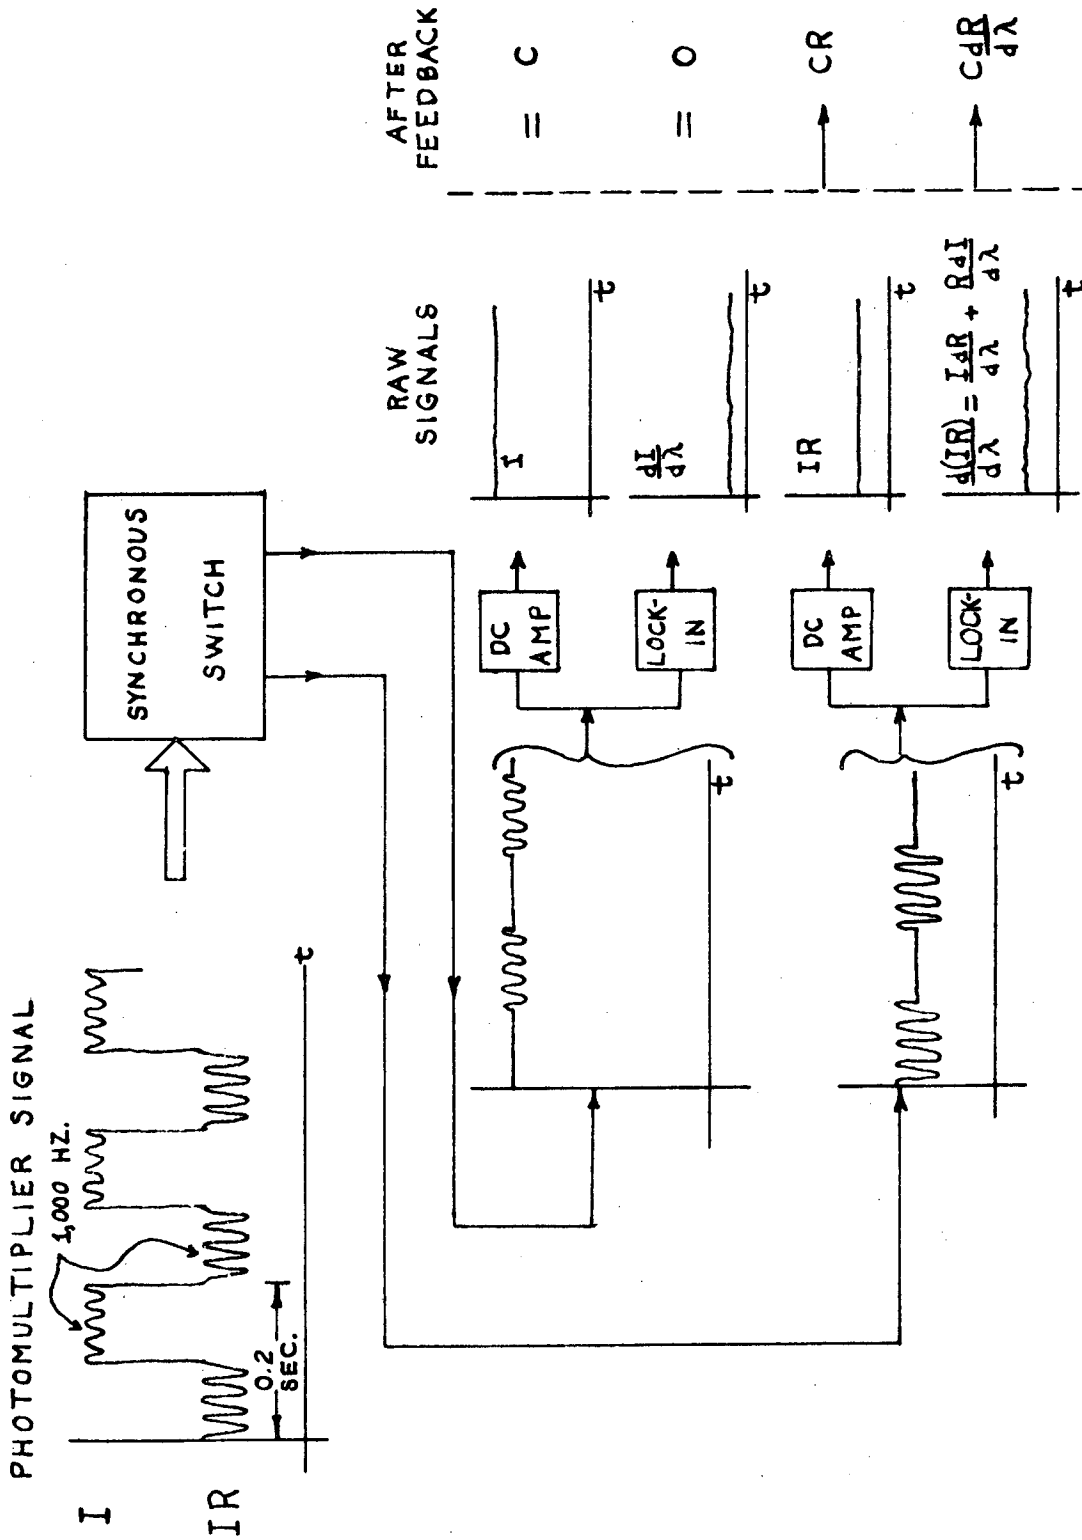 PHOTOMULTIPLIER SIGNAL
I
IR
1,000 HZ.
0.2
SEC.
t
SYNCHRONOUS
SWITCH
t
t
DC
AMP
LOCK-
IN
DC
AMP
LOCK-
IN
RAW
SIGNALS
I
t
dI/dλ
t
IR
t
d(IR)/dλ = IdR/dλ + RdI/dλ
t
AFTER
FEEDBACK
= C
= O
CR
CdR/dλ